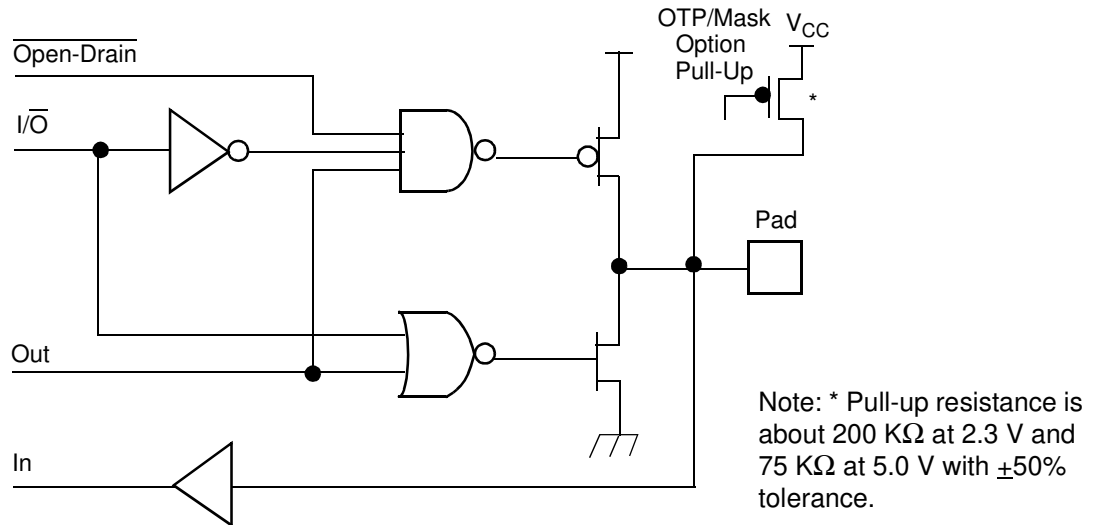 OTP/Mask
Option
Pull-Up
VCC
*
Open-Drain
I/O
Pad
Out
In
Note: * Pull-up resistance is
about 200 KΩ at 2.3 V and
75 KΩ at 5.0 V with ±50%
tolerance.